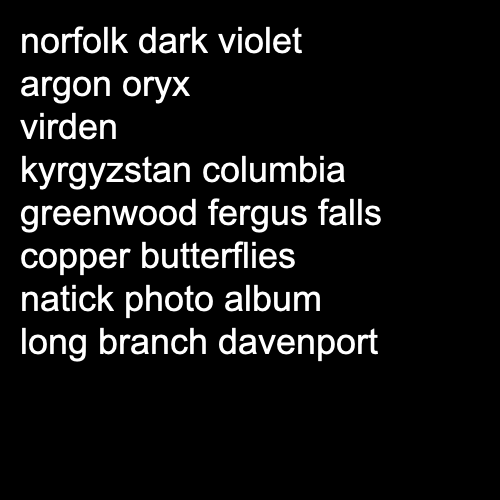 norfolk dark violet
argon oryx
virden
kyrgyzstan columbia
greenwood fergus falls
copper butterflies
natick photo album
long branch davenport